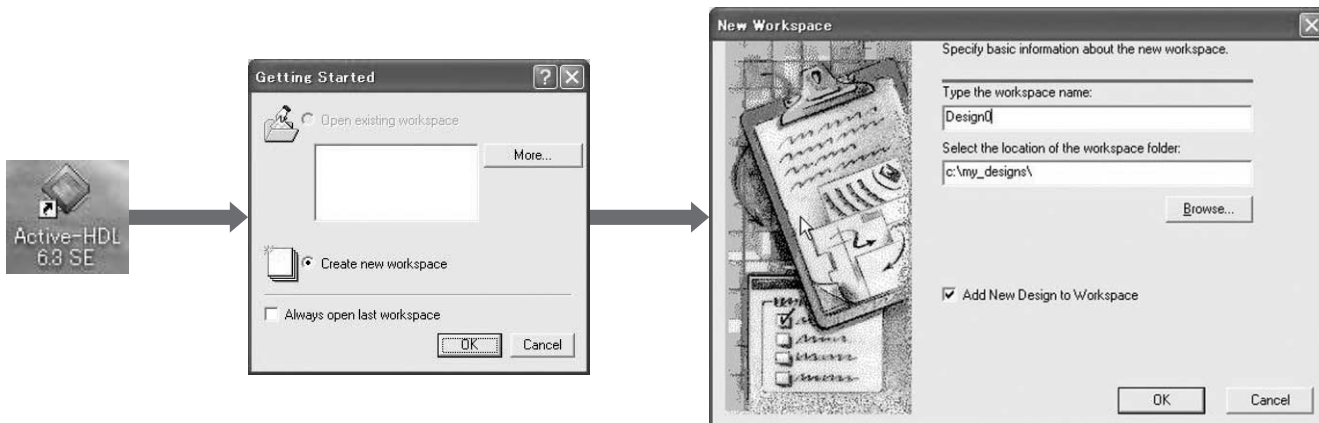 Active-HDL
6.3 SE
Getting Started
Open existing workspace
More...
Create new workspace
Always open last workspace
OK
Cancel
New Workspace
Specify basic information about the new workspace.
Type the workspace name:
Design0
Select the location of the workspace folder:
c:\my_designs\
Browse...
Add New Design to Workspace
OK
Cancel